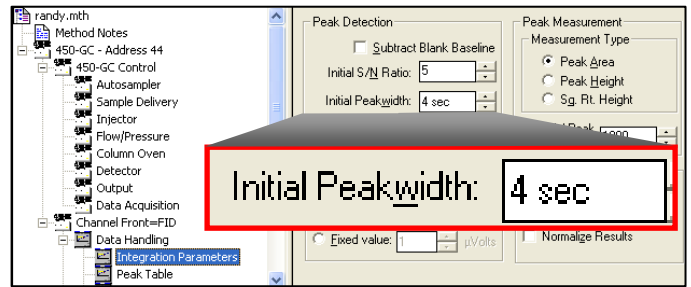 randy.mth
Method Notes
450-GC - Address 44
450-GC Control
Autosampler
Sample Delivery
Injector
Flow/Pressure
Column Oven
Detector
Output
Data Acquisition
Channel Front=FID
Data Handling
Integration Parameters
Peak Table
Peak Detection
Subtract Blank Baseline
Initial S/N Ratio: 5
Initial Peakwidth: 4 sec
Initial Peakwidth: 4 sec
Fixed value: 1 µVolts
Peak Measurement
Measurement Type
Peak Area
Peak Height
Sq. Rt. Height
Normalize Results